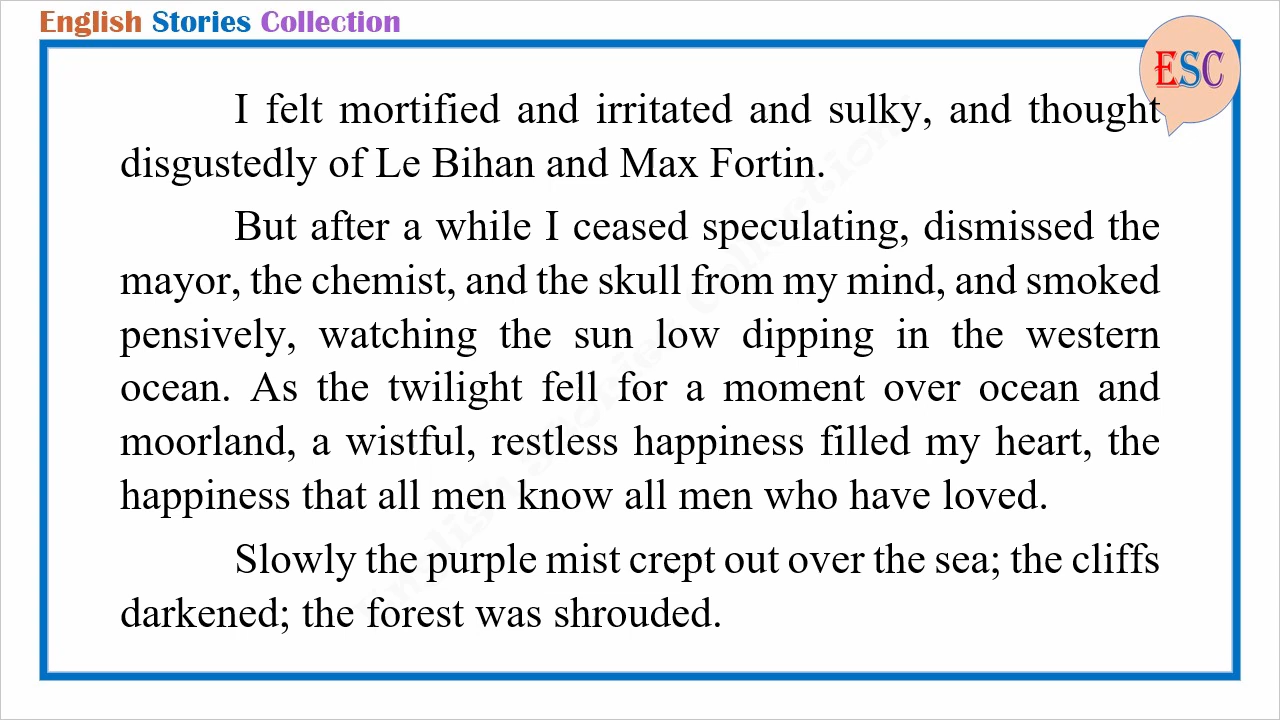 English Stories Collection
ESC
I felt mortified and irritated and sulky, and thought
disgustedly of Le Bihan and Max Fortin.
But after a while I ceased speculating, dismissed the
mayor, the chemist, and the skull from my mind, and smoked
pensively, watching the sun low dipping in the western
ocean. As the twilight fell for a moment over ocean and
moorland, a wistful, restless happiness filled my heart, the
happiness that all men know all men who have loved.
Slowly the purple mist crept out over the sea; the cliffs
darkened; the forest was shrouded.
English Stories Collection